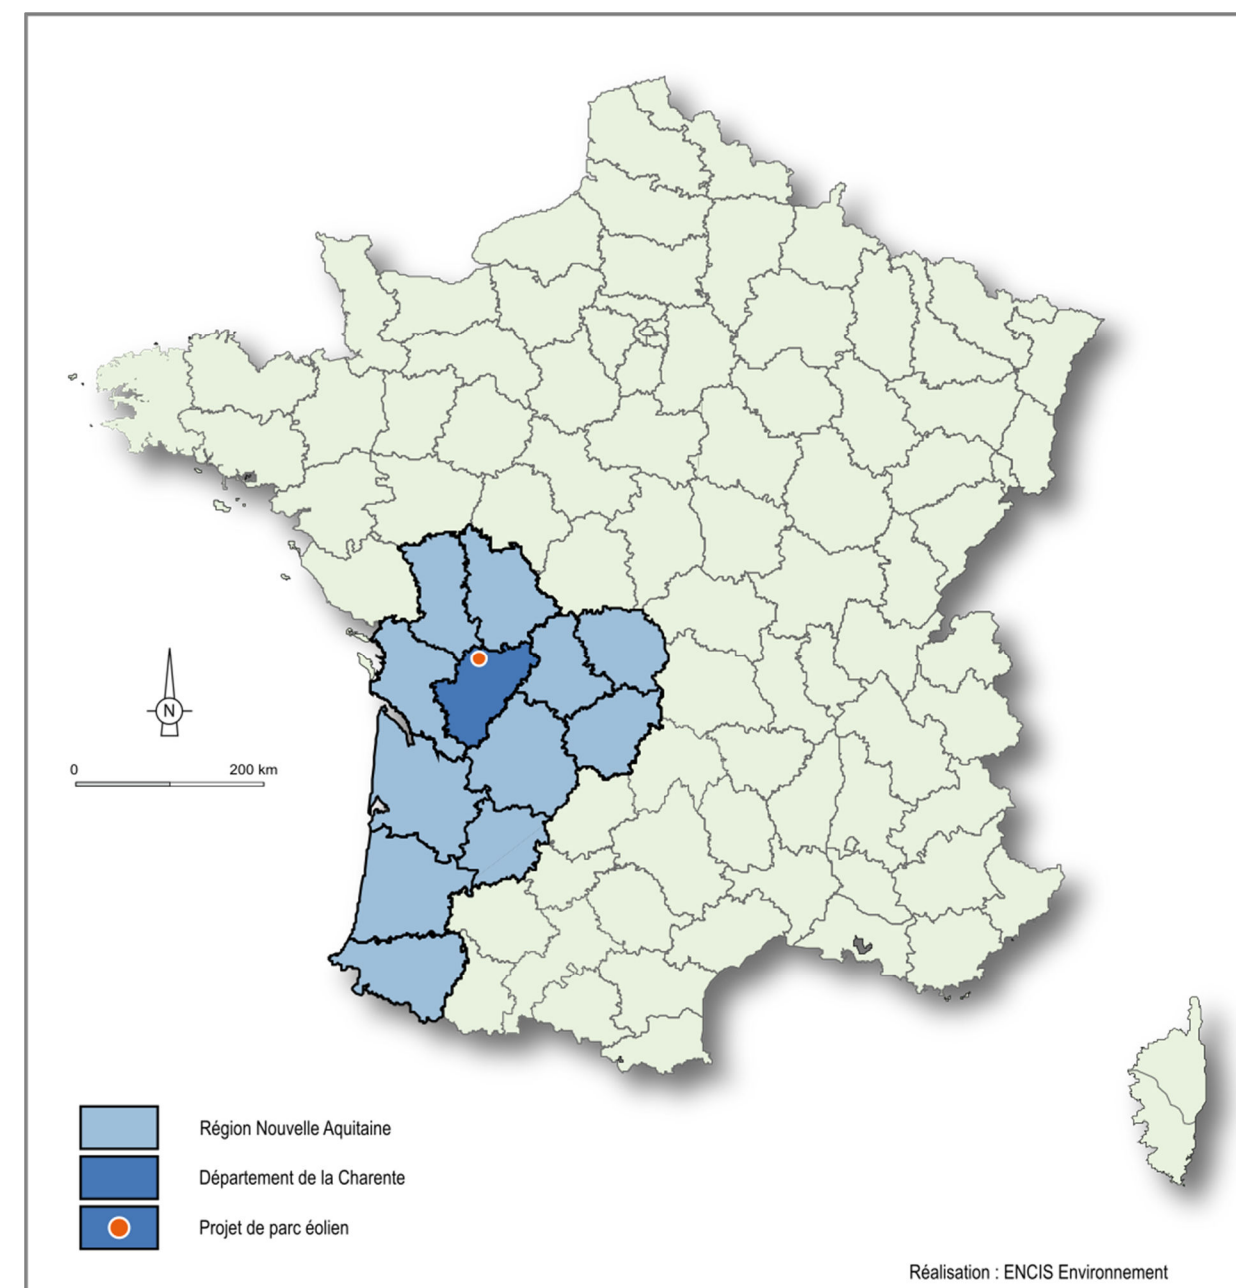 N
0 200 km
Région Nouvelle Aquitaine
Département de la Charente
Projet de parc éolien
Réalisation : ENCIS Environnement